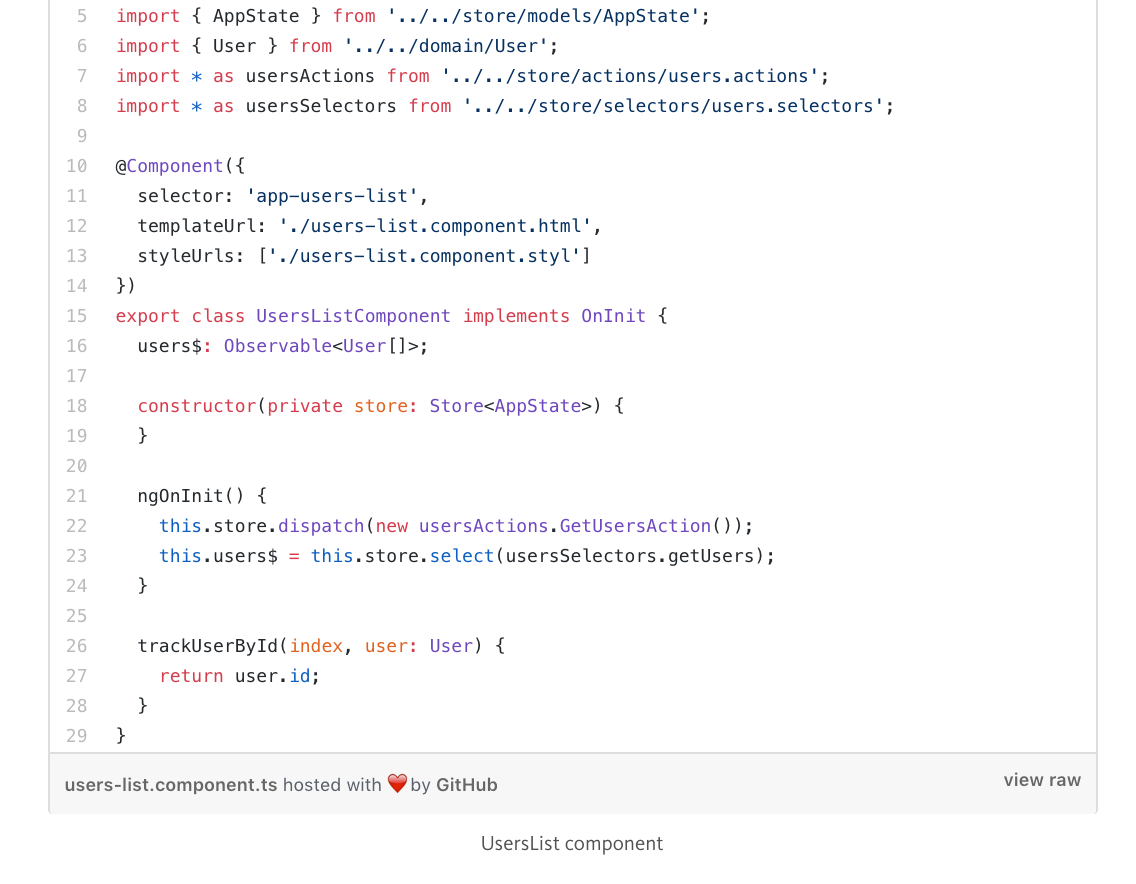 5 import { AppState } from '../../store/models/AppState';
6 import { User } from '../../domain/User';
7 import * as usersActions from '../../store/actions/users.actions';
8 import * as usersSelectors from '../../store/selectors/users.selectors';
9
10 @Component({
11   selector: 'app-users-list',
12   templateUrl: './users-list.component.html',
13   styleUrls: ['./users-list.component.styl']
14 })
15 export class UsersListComponent implements OnInit {
16   users$: Observable<User[]>;
17
18   constructor(private store: Store<AppState>) {
19   }
20
21   ngOnInit() {
22     this.store.dispatch(new usersActions.GetUsersAction());
23     this.users$ = this.store.select(usersSelectors.getUsers);
24   }
25
26   trackUserById(index, user: User) {
27     return user.id;
28   }
29 }
users-list.component.ts hosted with ❤️ by GitHub view raw
UsersList component